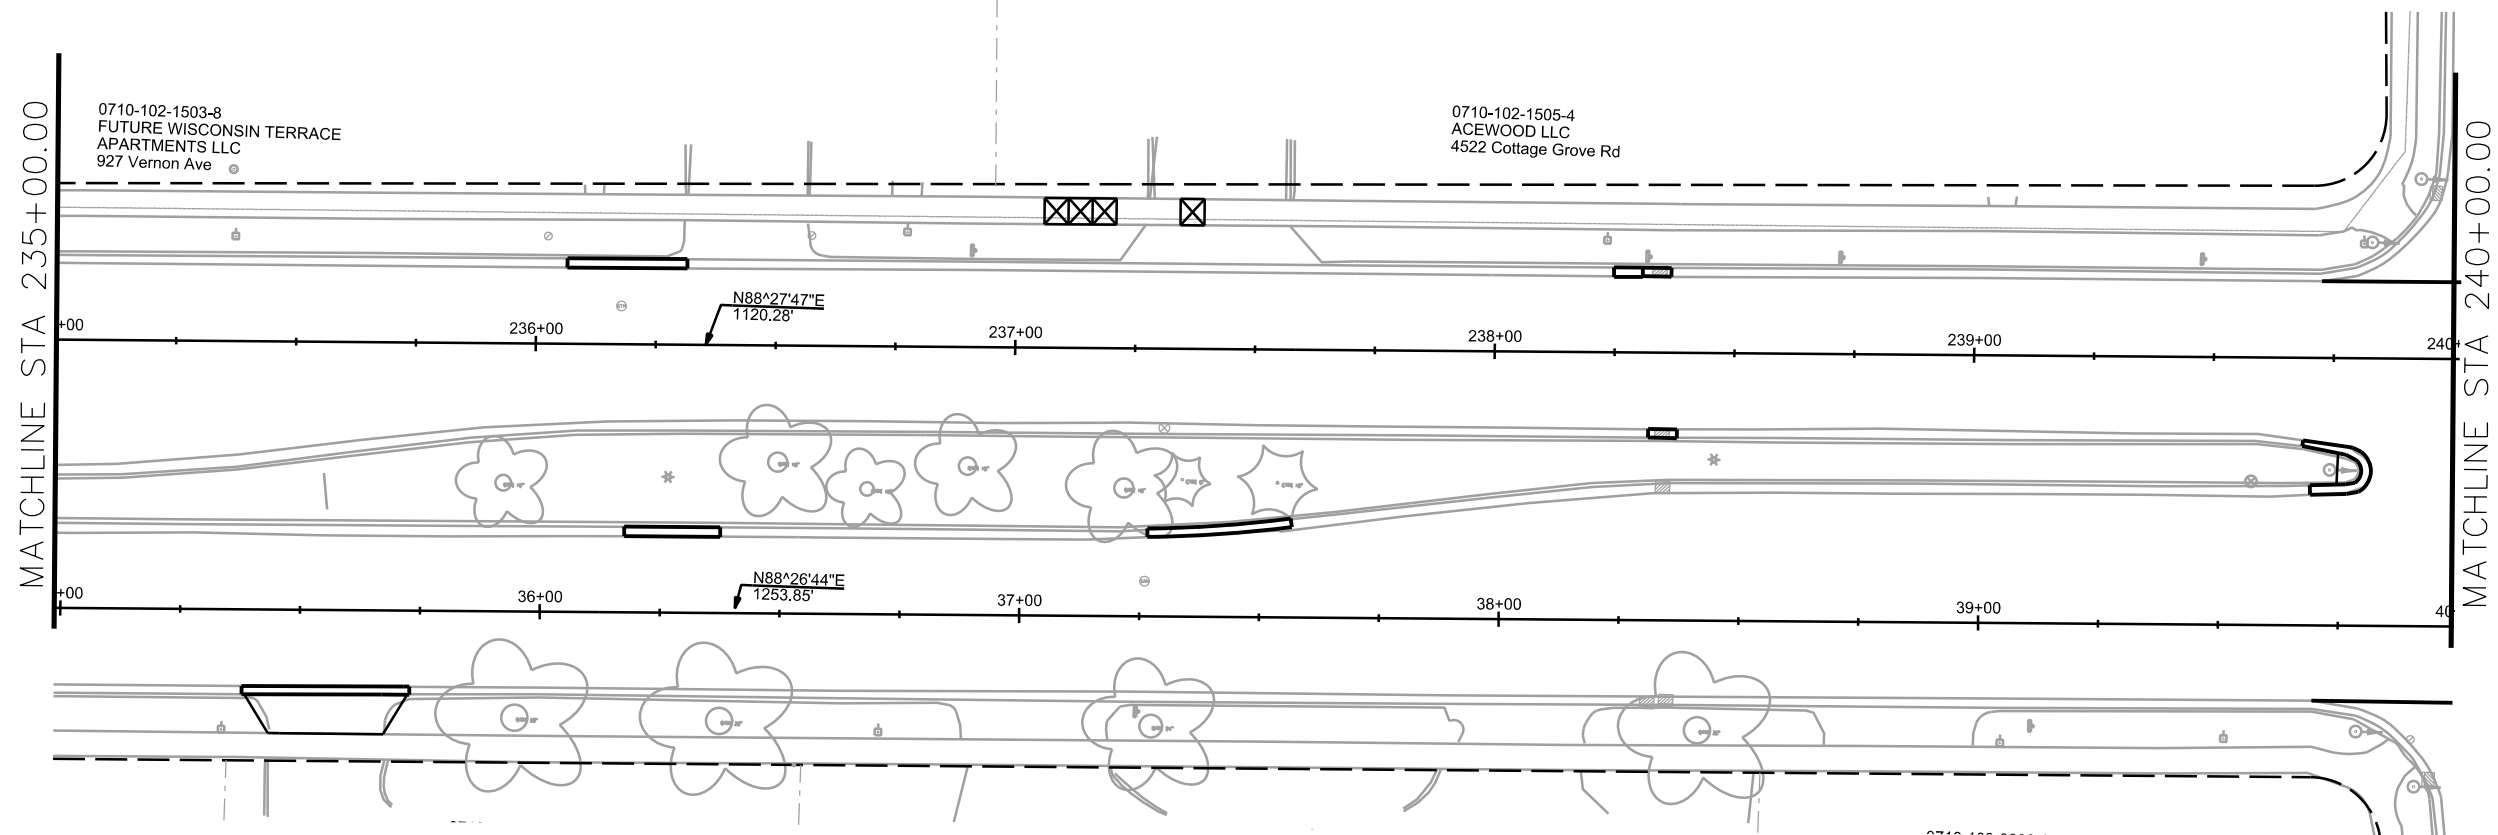 MATCHLINE STA 235+00.00
0710-102-1503-8
FUTURE WISCONSIN TERRACE
APARTMENTS LLC
927 Vernon Ave
0710-102-1505-4
ACEWOOD LLC
4522 Cottage Grove Rd
N88^27'47"E
1120.28'
+00
236+00
237+00
238+00
239+00
240+
N88^26'44"E
1253.85'
+00
36+00
37+00
38+00
39+00
40
MATCHLINE STA 240+00.00